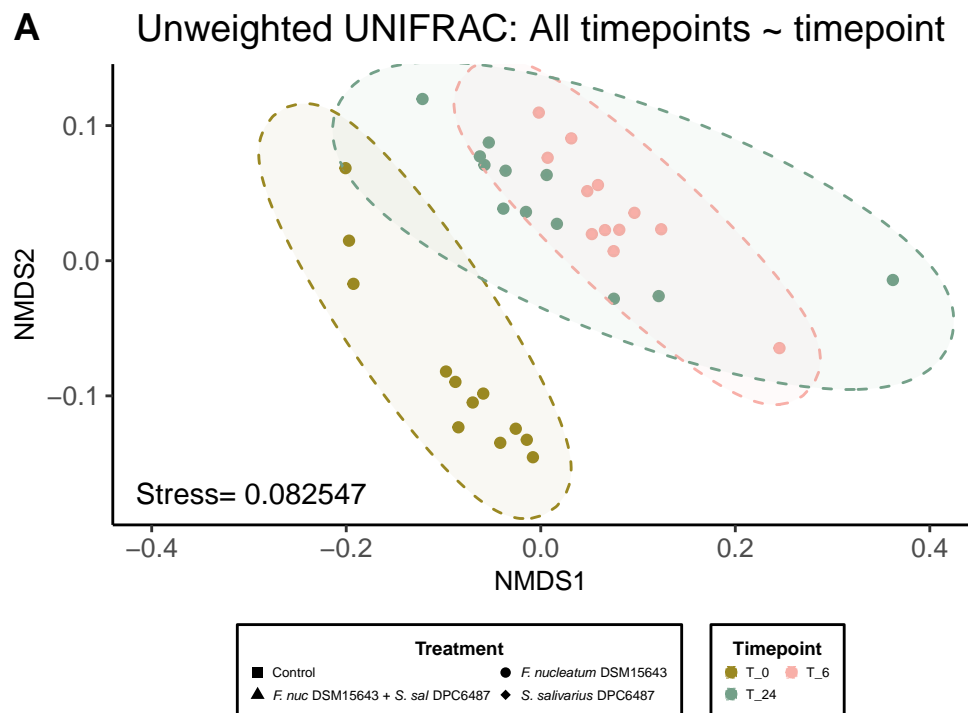 A Unweighted UNIFRAC: All timepoints ~ timepoint
0.1
0.0
−0.1
NMDS2
Stress= 0.082547
−0.4 −0.2 0.0 0.2 0.4
NMDS1
Treatment
Control
F. nucleatum DSM15643
F. nuc DSM15643 + S. sal DPC6487
S. salivarius DPC6487
Timepoint
T_0 T_6
T_24